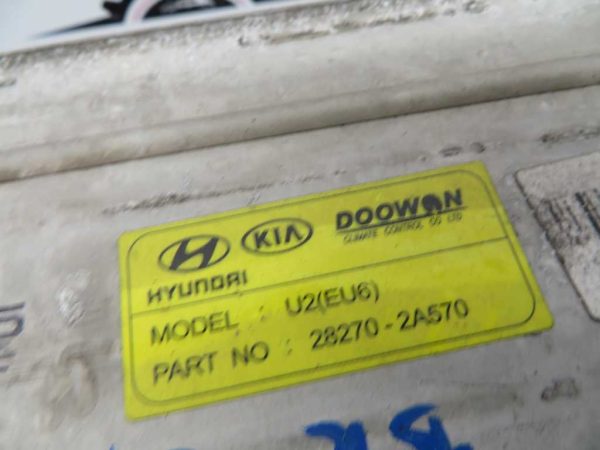 HYUNDAI KIA DOOWON
CLIMATE CONTROL CO LTD
MODEL : U2(EU6)
PART NO : 28270-2A570